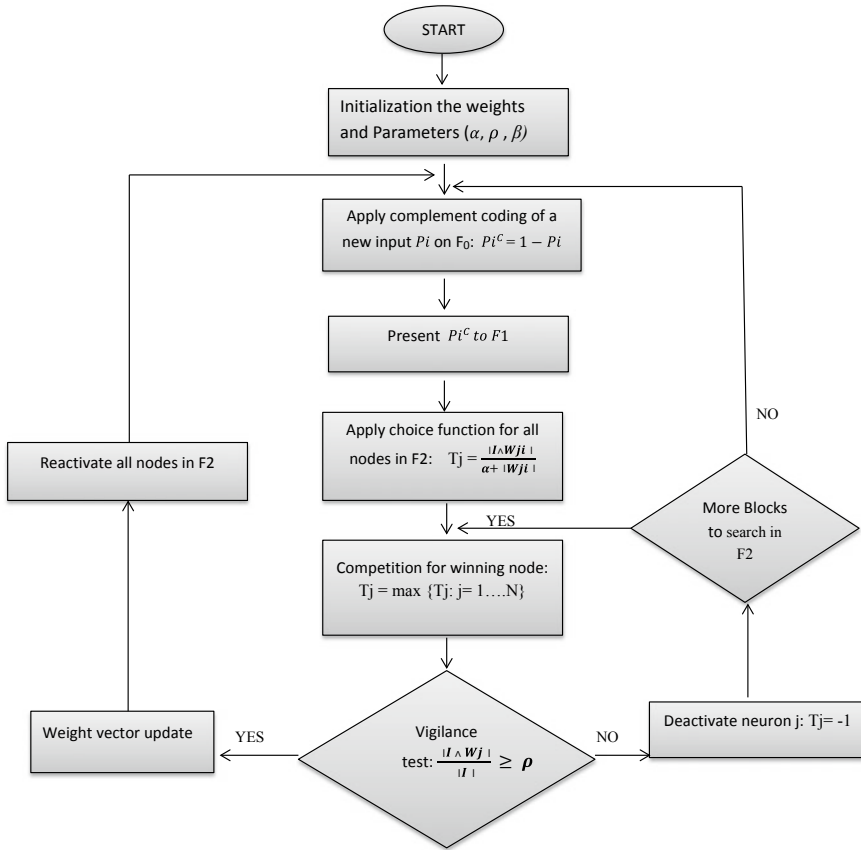 START
Initialization the weights
and Parameters (α, ρ , β)
Apply complement coding of a
new input Pi on F₀: Piᶜ = 1 − Pi
Present Piᶜ to F1
Apply choice function for all
nodes in F2: Tj = |I∧Wji| / α+ |Wji|
Competition for winning node:
Tj = max {Tj: j= 1….N}
Vigilance
test: |I ∧ Wj| / |I| ≥ ρ
YES
Weight vector update
Reactivate all nodes in F2
NO
Deactivate neuron j: Tj= -1
More Blocks
to search in
F2
YES
NO